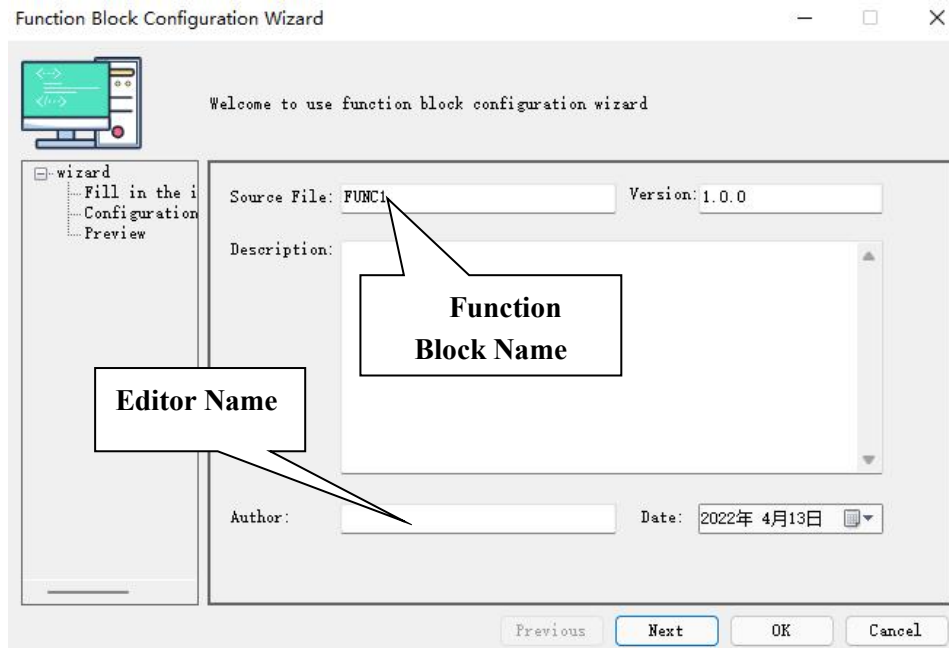 Function Block Configuration Wizard
Welcome to use function block configuration wizard
wizard
Fill in the i
Configuration
Preview
Source File: FUNC1 Version: 1.0.0
Description:
Function
Block Name
Editor Name
Author: Date: 2022年 4月13日
Previous Next OK Cancel